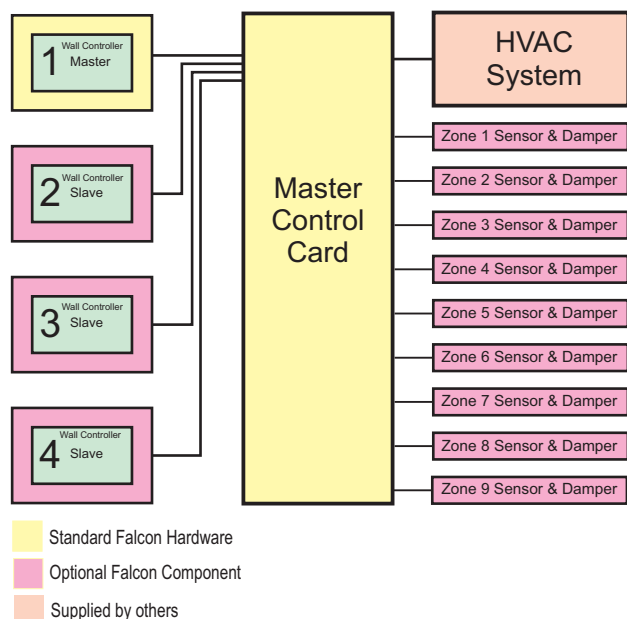 1
Wall Controller
Master
2
Wall Controller
Slave
3
Wall Controller
Slave
4
Wall Controller
Slave
Master
Control
Card
HVAC
System
Zone 1 Sensor & Damper
Zone 2 Sensor & Damper
Zone 3 Sensor & Damper
Zone 4 Sensor & Damper
Zone 5 Sensor & Damper
Zone 6 Sensor & Damper
Zone 7 Sensor & Damper
Zone 8 Sensor & Damper
Zone 9 Sensor & Damper
Standard Falcon Hardware
Optional Falcon Component
Supplied by others